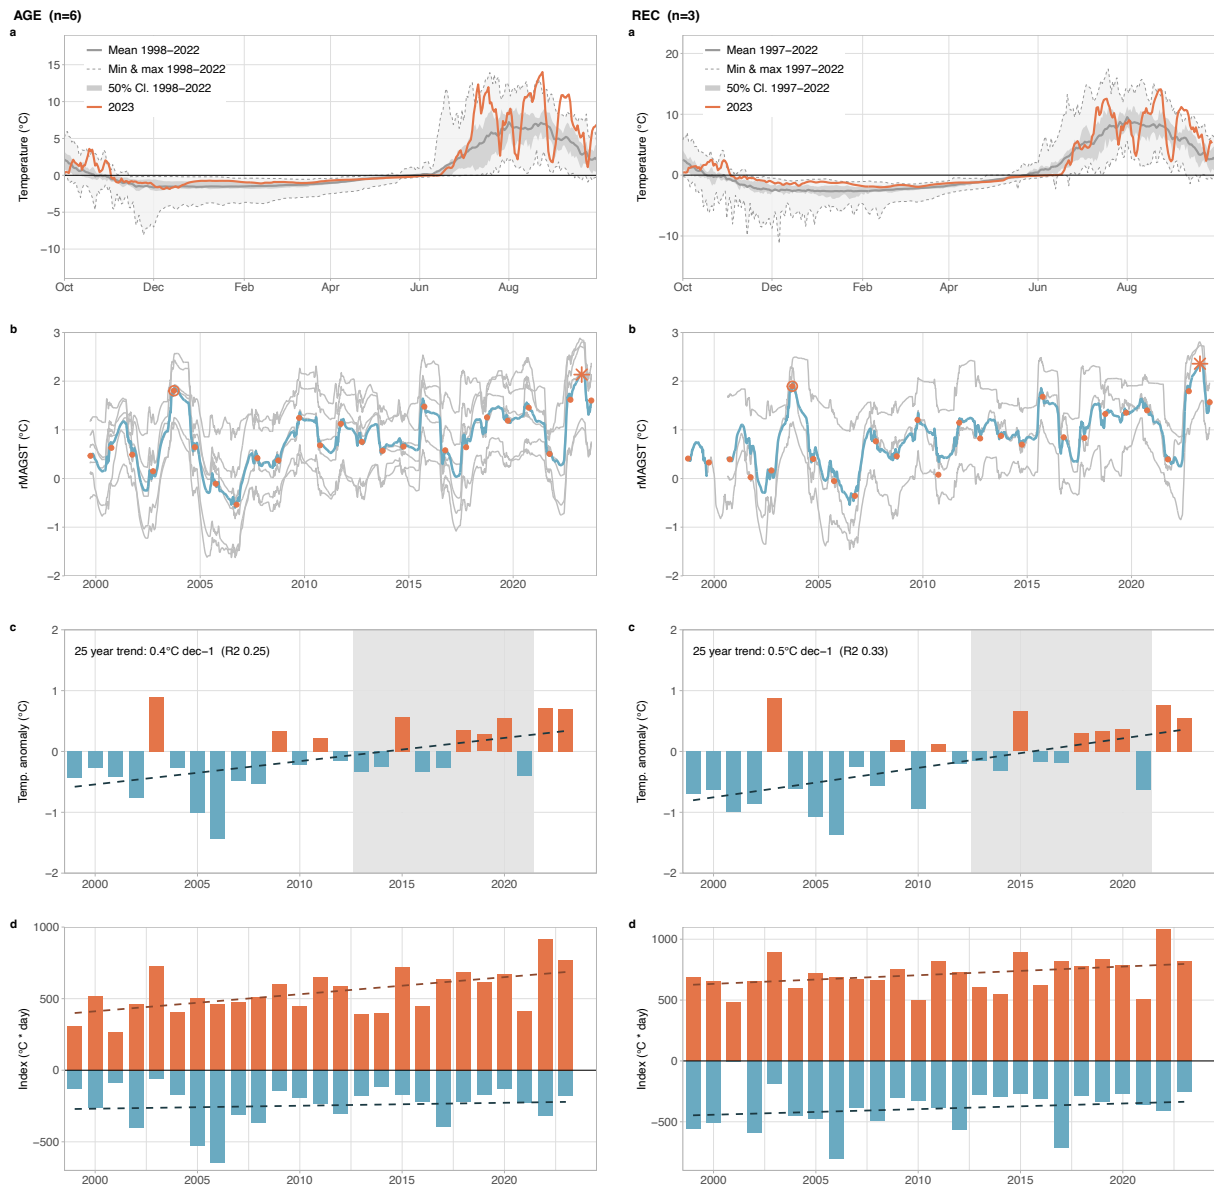 AGE (n=6)
a
Mean 1998−2022
Min & max 1998−2022
50% CI. 1998−2022
2023
Temperature (°C)
15
10
5
0
−5
−10
Oct Dec Feb Apr Jun Aug
b
rMAGST (°C)
3
2
1
0
−1
−2
2000 2005 2010 2015 2020
c
25 year trend: 0.4°C dec−1 (R2 0.25)
Temp. anomaly (°C)
2
1
0
−1
−2
2000 2005 2010 2015 2020
d
Index (°C * day)
1000
500
0
−500
2000 2005 2010 2015 2020
REC (n=3)
a
Mean 1997−2022
Min & max 1997−2022
50% CI. 1997−2022
2023
Temperature (°C)
20
10
0
−10
Oct Dec Feb Apr Jun Aug
b
rMAGST (°C)
3
2
1
0
−1
−2
2000 2005 2010 2015 2020
c
25 year trend: 0.5°C dec−1 (R2 0.33)
Temp. anomaly (°C)
2
1
0
−1
−2
2000 2005 2010 2015 2020
d
Index (°C * day)
1000
500
0
−500
2000 2005 2010 2015 2020